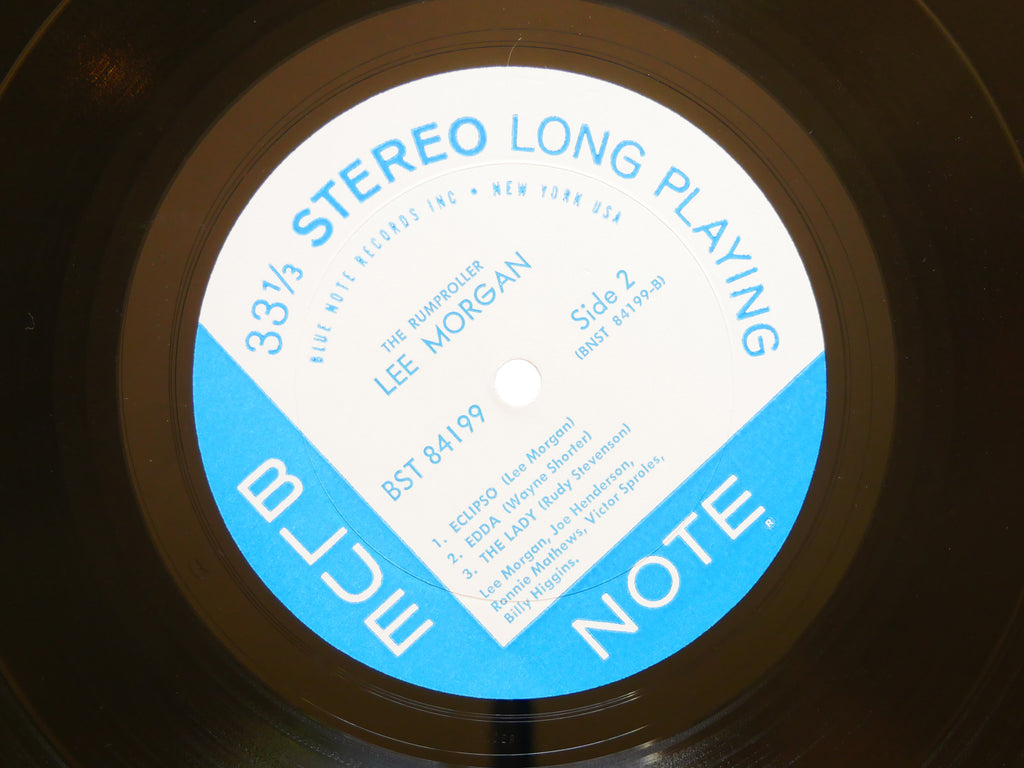 33⅓ STEREO LONG PLAYING
BLUE NOTE RECORDS INC • NEW YORK USA
THE RUMPROLLER
LEE MORGAN
Side 2
(BNST 84199-B)
BST 84199
1. ECLIPSO (Lee Morgan)
2. EDDA (Wayne Shorter)
3. THE LADY (Rudy Stevenson)
Lee Morgan, Joe Henderson,
Ronnie Mathews, Victor Sproles,
Billy Higgins.
BLUE
NOTE®